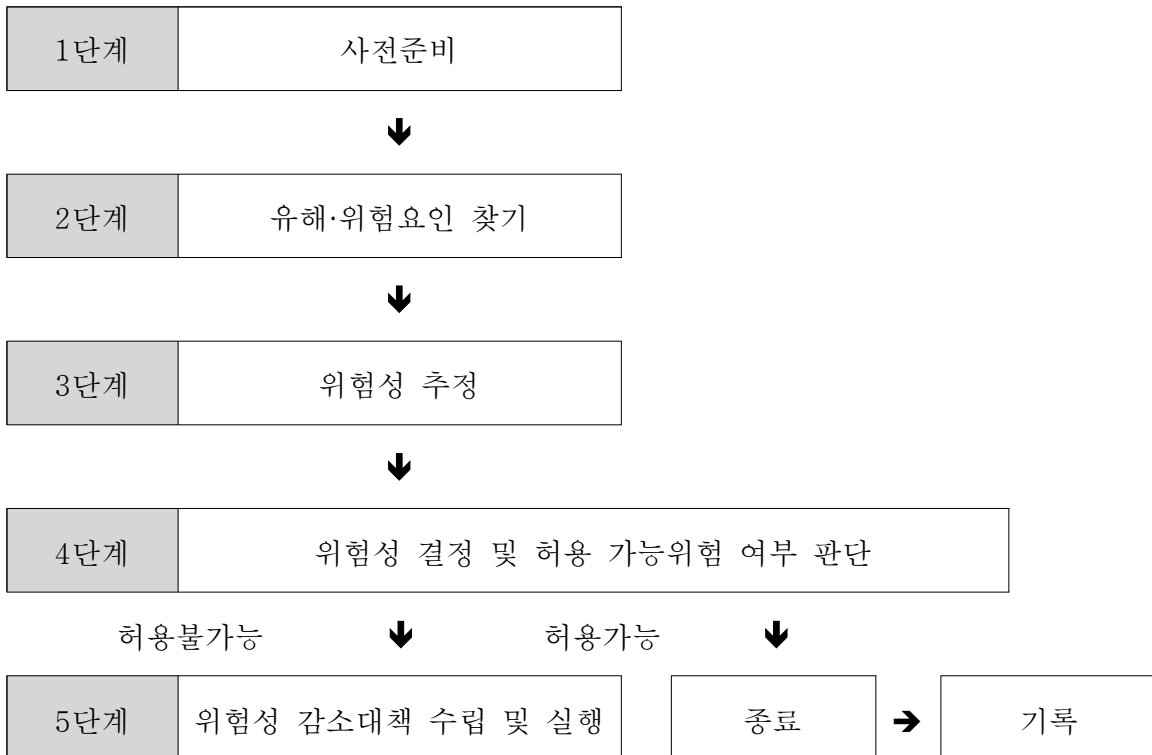 1단계 사전준비
2단계 유해·위험요인 찾기
3단계 위험성 추정
4단계 위험성 결정 및 허용 가능위험 여부 판단
허용불가능 허용가능
5단계 위험성 감소대책 수립 및 실행 종료 기록